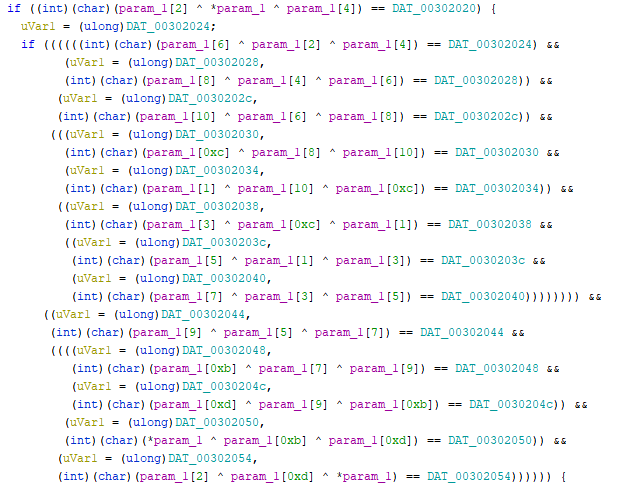 if ((int)(char)(param_1[2] ^ *param_1 ^ param_1[4]) == DAT_00302020) {
uVar1 = (ulong)DAT_00302024;
if ((((((int)(char)(param_1[6] ^ param_1[2] ^ param_1[4]) == DAT_00302024) &&
(uVar1 = (ulong)DAT_00302028,
(int)(char)(param_1[8] ^ param_1[4] ^ param_1[6]) == DAT_00302028)) &&
(uVar1 = (ulong)DAT_0030202c,
(int)(char)(param_1[10] ^ param_1[6] ^ param_1[8]) == DAT_0030202c)) &&
(((uVar1 = (ulong)DAT_00302030,
(int)(char)(param_1[0xc] ^ param_1[8] ^ param_1[10]) == DAT_00302030 &&
(uVar1 = (ulong)DAT_00302034,
(int)(char)(param_1[1] ^ param_1[10] ^ param_1[0xc]) == DAT_00302034)) &&
((uVar1 = (ulong)DAT_00302038,
(int)(char)(param_1[3] ^ param_1[0xc] ^ param_1[1]) == DAT_00302038 &&
((uVar1 = (ulong)DAT_0030203c,
(int)(char)(param_1[5] ^ param_1[1] ^ param_1[3]) == DAT_0030203c &&
(uVar1 = (ulong)DAT_00302040,
(int)(char)(param_1[7] ^ param_1[3] ^ param_1[5]) == DAT_00302040)))))))) &&
((uVar1 = (ulong)DAT_00302044,
(int)(char)(param_1[9] ^ param_1[5] ^ param_1[7]) == DAT_00302044 &&
((((uVar1 = (ulong)DAT_00302048,
(int)(char)(param_1[0xb] ^ param_1[7] ^ param_1[9]) == DAT_00302048 &&
(uVar1 = (ulong)DAT_0030204c,
(int)(char)(param_1[0xd] ^ param_1[9] ^ param_1[0xb]) == DAT_0030204c)) &&
(uVar1 = (ulong)DAT_00302050,
(int)(char)(*param_1 ^ param_1[0xb] ^ param_1[0xd]) == DAT_00302050)) &&
(uVar1 = (ulong)DAT_00302054,
(int)(char)(param_1[2] ^ param_1[0xd] ^ *param_1) == DAT_00302054)))))) {